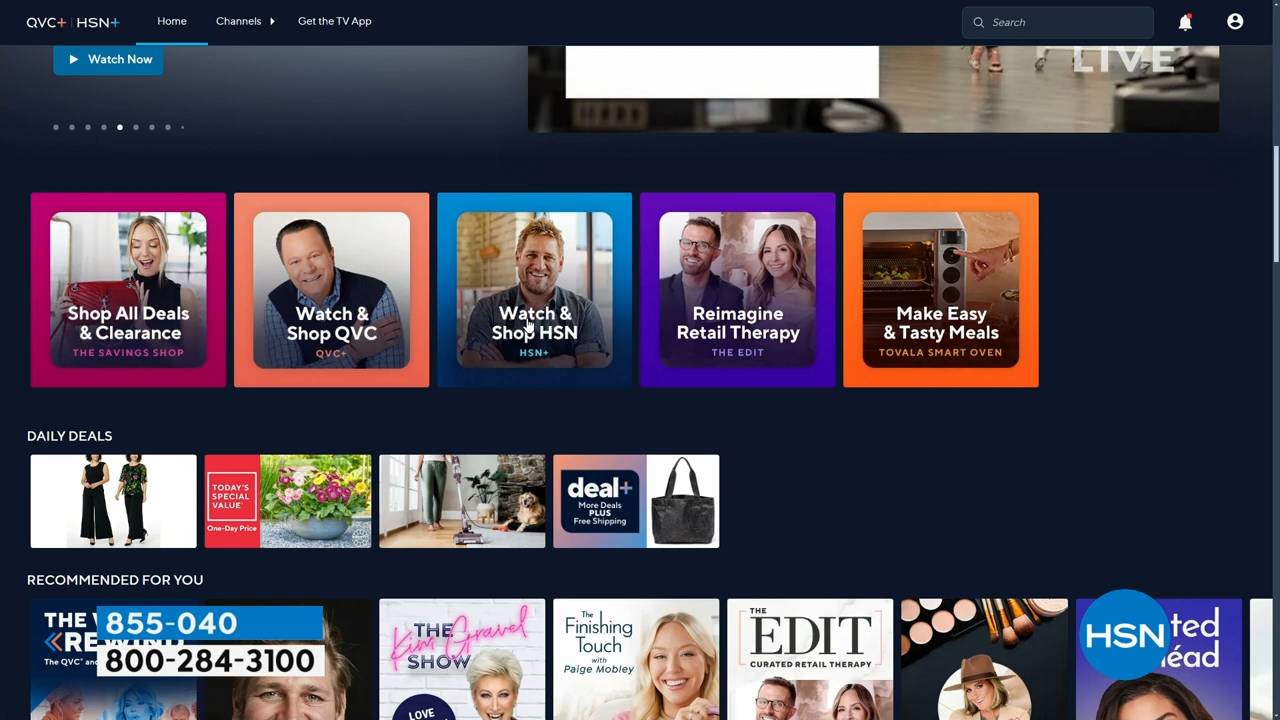 QVC+ | HSN+
Home
Channels
Get the TV App
Search
Watch Now
LIVE
Shop All Deals
& Clearance
THE SAVINGS SHOP
Watch &
Shop QVC
QVC+
Watch &
Shop HSN
HSN+
Reimagine
Retail Therapy
THE EDIT
Make Easy
& Tasty Meals
TOVALA SMART OVEN
DAILY DEALS
TODAY'S
SPECIAL
VALUE
One-Day Price
deal+
More Deals
PLUS
Free Shipping
RECOMMENDED FOR YOU
THE
REWIND
The QVC+
855-040
800-284-3100
THE
Kim Gravel
SHOW
LOVE
The
Finishing
Touch
with
Paige Mobley
THE
EDIT
CURATED RETAIL THERAPY
HSN